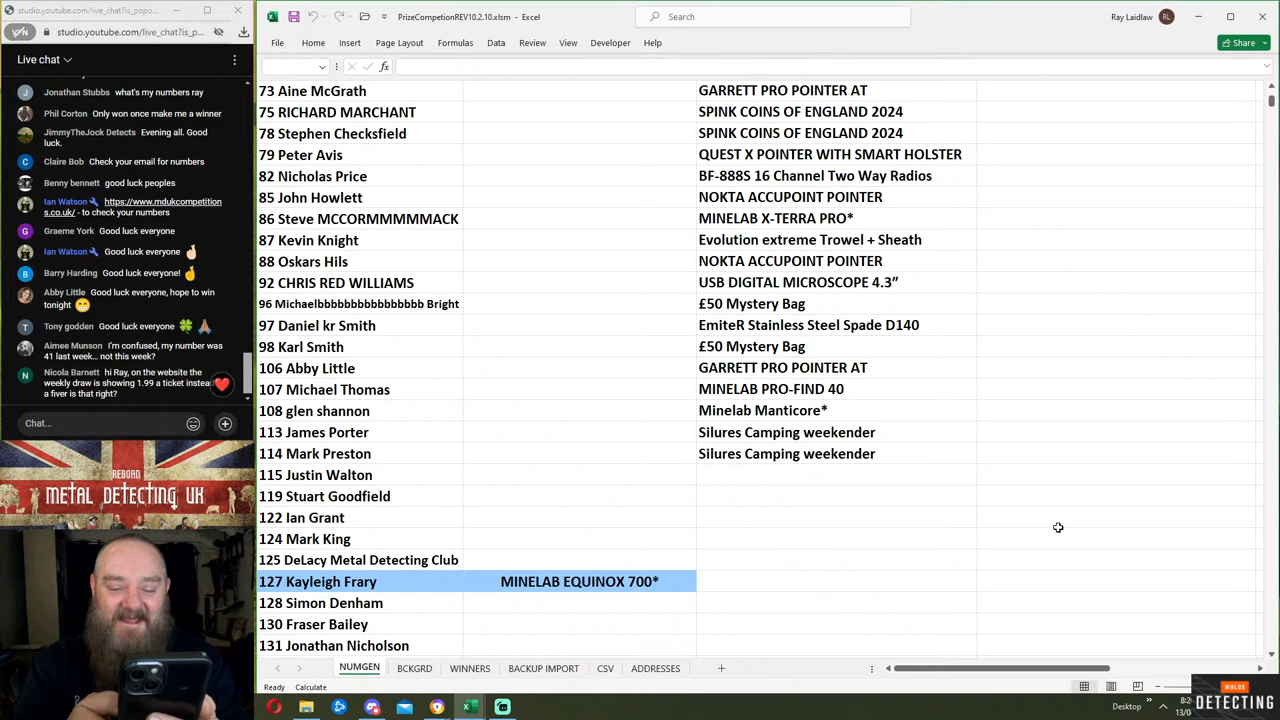 studio.youtube.com/live_chat?is_popo...
studio.youtube.com/live_chat?is_p...
Live chat
Jonathan Stubbs what's my numbers ray
Phil Corton Only won once make me a winner
JimmyTheJock Detects Evening all. Good
luck.
Claire Bob Check your email for numbers
Benny bennett good luck peoples
Ian Watson https://www.mdukcompetition
s.co.uk/ - to check your numbers
Graeme York Good luck everyone
Ian Watson Good luck everyone 🤞🏻
Barry Harding Good luck everyone! 🤞
Abby Little Good luck everyone, hope to win
tonight 😁
Tony godden Good luck everyone 🍀 🙏🏽
Aimee Munson I'm confused, my number was
41 last week... not this week?
Nicola Barnett hi Ray, on the website the
weekly draw is showing 1.99 a ticket instead
a fiver is that right?
Chat...
REBORN
METAL DETECTING UK
PrizeCompetionREV10.2.10.xlsm - Excel
Search
Ray Laidlaw RL
File Home Insert Page Layout Formulas Data Review View Developer Help
Share
fx
73 Aine McGrath GARRETT PRO POINTER AT
75 RICHARD MARCHANT SPINK COINS OF ENGLAND 2024
78 Stephen Checksfield SPINK COINS OF ENGLAND 2024
79 Peter Avis QUEST X POINTER WITH SMART HOLSTER
82 Nicholas Price BF-888S 16 Channel Two Way Radios
85 John Howlett NOKTA ACCUPOINT POINTER
86 Steve MCCORMMMMMACK MINELAB X-TERRA PRO*
87 Kevin Knight Evolution extreme Trowel + Sheath
88 Oskars Hils NOKTA ACCUPOINT POINTER
92 CHRIS RED WILLIAMS USB DIGITAL MICROSCOPE 4.3”
96 Michaelbbbbbbbbbbbbbbbb Bright £50 Mystery Bag
97 Daniel kr Smith EmiteR Stainless Steel Spade D140
98 Karl Smith £50 Mystery Bag
106 Abby Little GARRETT PRO POINTER AT
107 Michael Thomas MINELAB PRO-FIND 40
108 glen shannon Minelab Manticore*
113 James Porter Silures Camping weekender
114 Mark Preston Silures Camping weekender
115 Justin Walton
119 Stuart Goodfield
122 Ian Grant
124 Mark King
125 DeLacy Metal Detecting Club
127 Kayleigh Frary MINELAB EQUINOX 700*
128 Simon Denham
130 Fraser Bailey
131 Jonathan Nicholson
NUMGEN BCKGRD WINNERS BACKUP IMPORT CSV ADDRESSES
Ready Calculate
Desktop
DETECTING